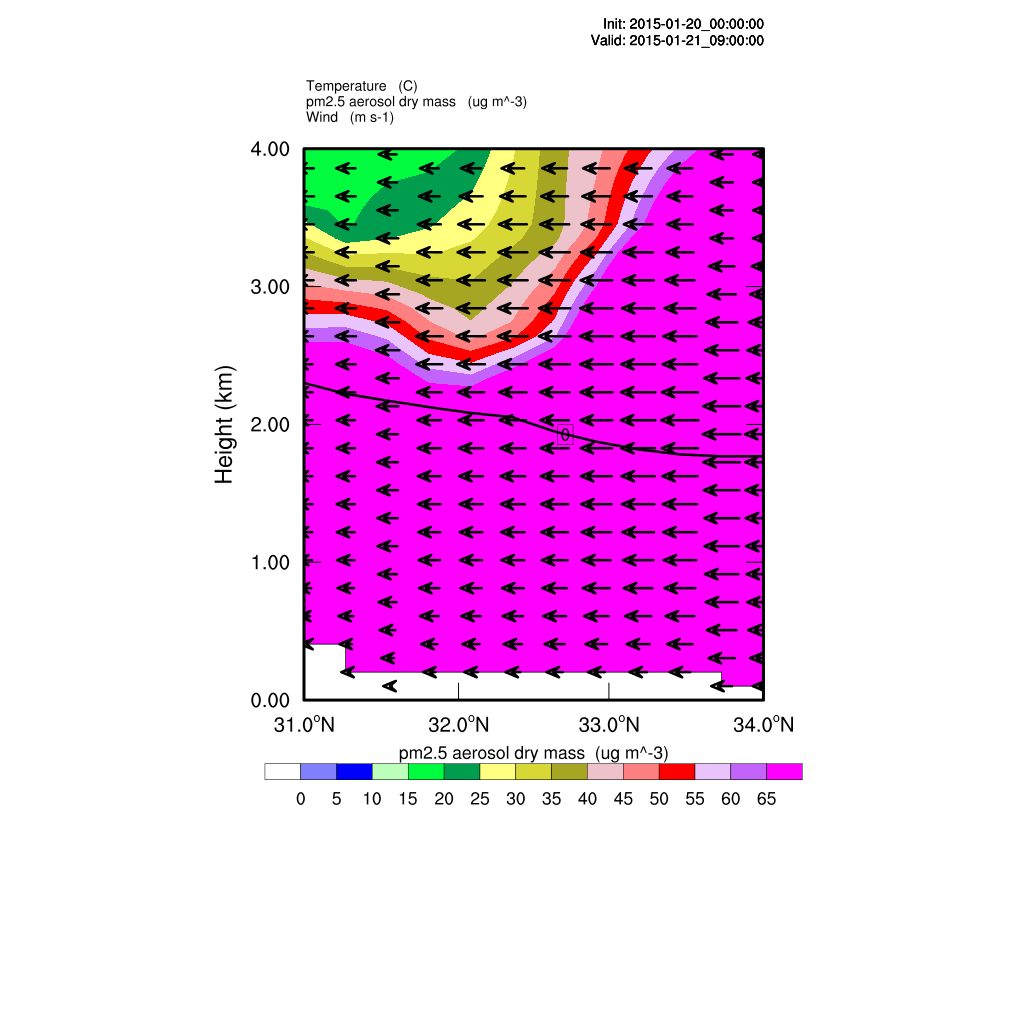 Init: 2015-01-20_00:00:00
Valid: 2015-01-21_09:00:00
Temperature (C)
pm2.5 aerosol dry mass (ug m^-3)
Wind (m s-1)
4.00
3.00
2.00
1.00
0.00
Height (km)
0
31.0°N 32.0°N 33.0°N 34.0°N
pm2.5 aerosol dry mass (ug m^-3)
0 5 10 15 20 25 30 35 40 45 50 55 60 65